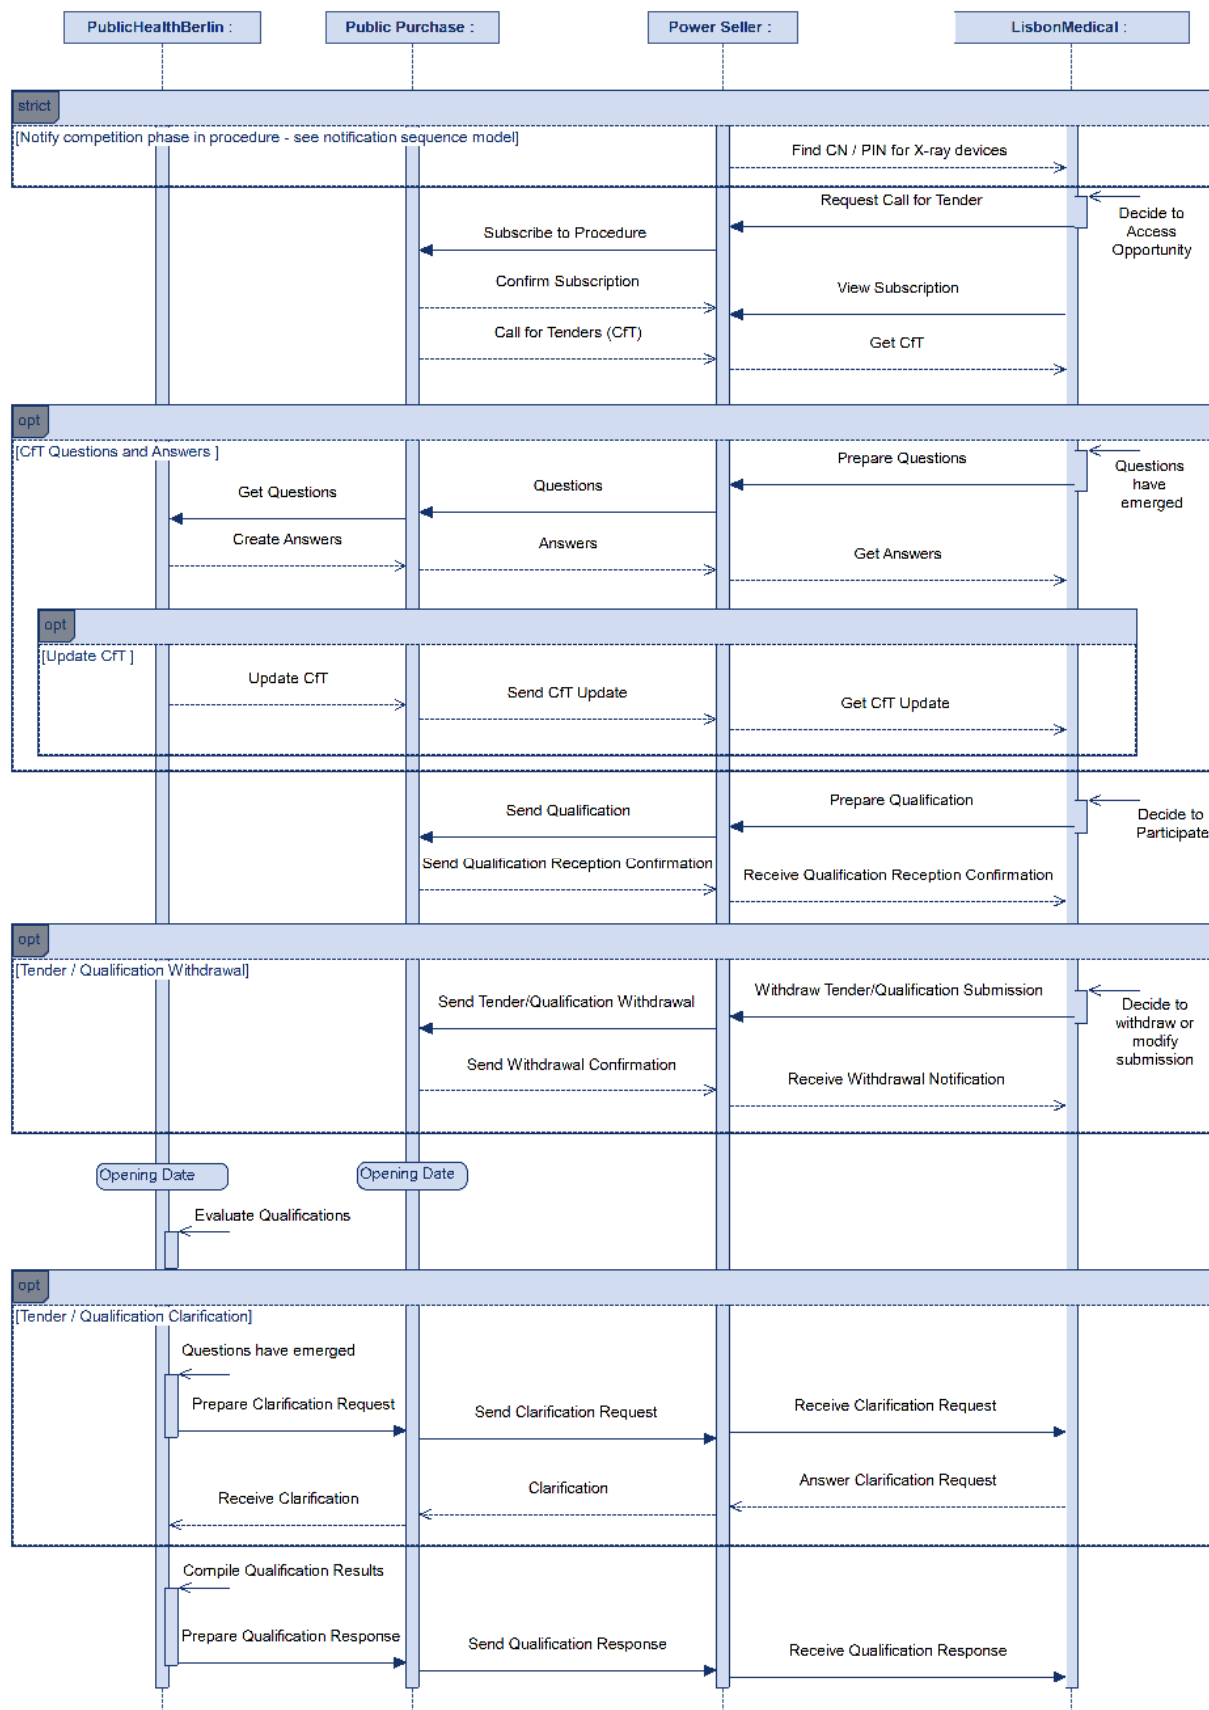 PublicHealthBerlin :
Public Purchase :
Power Seller :
LisbonMedical :
strict
[Notify competition phase in procedure - see notification sequence model]
Find CN / PIN for X-ray devices
Request Call for Tender
Decide to
Access
Opportunity
Subscribe to Procedure
Confirm Subscription
View Subscription
Call for Tenders (CfT)
Get CfT
opt
[CfT Questions and Answers ]
Prepare Questions
Questions
have
emerged
Questions
Get Questions
Create Answers
Answers
Get Answers
opt
[Update CfT ]
Update CfT
Send CfT Update
Get CfT Update
Prepare Qualification
Decide to
Participate
Send Qualification
Send Qualification Reception Confirmation
Receive Qualification Reception Confirmation
opt
[Tender / Qualification Withdrawal]
Withdraw Tender/Qualification Submission
Decide to
withdraw or
modify
submission
Send Tender/Qualification Withdrawal
Send Withdrawal Confirmation
Receive Withdrawal Notification
Opening Date
Opening Date
Evaluate Qualifications
opt
[Tender / Qualification Clarification]
Questions have emerged
Prepare Clarification Request
Send Clarification Request
Receive Clarification Request
Answer Clarification Request
Clarification
Receive Clarification
Compile Qualification Results
Prepare Qualification Response
Send Qualification Response
Receive Qualification Response